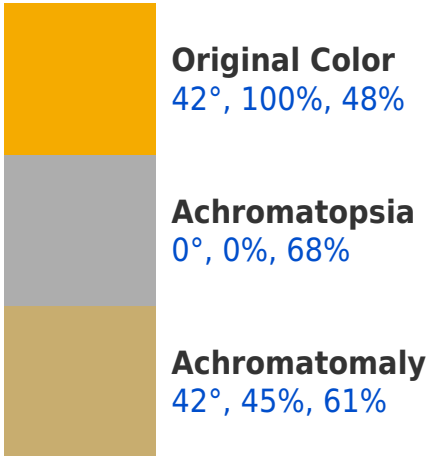 Original Color
42°, 100%, 48%
Achromatopsia
0°, 0%, 68%
Achromatomaly
42°, 45%, 61%